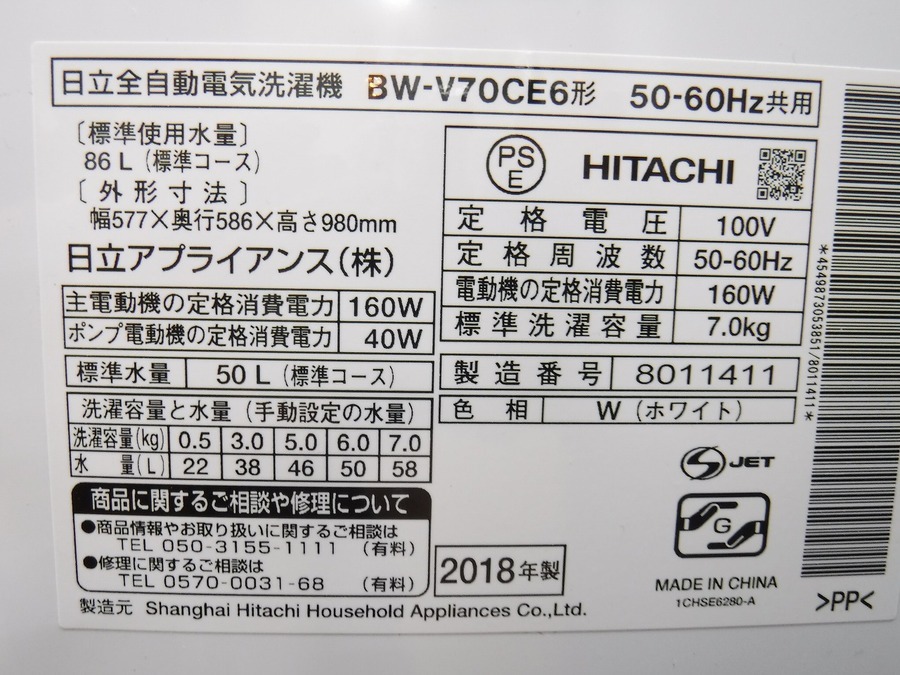 日立全自動電気洗濯機 BW-V70CE6形 50-60Hz共用
〔標準使用水量〕
86 L (標準コース)
〔外形寸法〕
幅577×奥行586×高さ980mm
日立アプライアンス(株)
主電動機の定格消費電力 160W
ポンプ電動機の定格消費電力 40W
標準水量 50 L (標準コース)
洗濯容量と水量 (手動設定の水量)
洗濯容量(kg) 0.5 3.0 5.0 6.0 7.0
水 量(L) 22 38 46 50 58
商品に関するご相談や修理について
●商品情報やお取り扱いに関するご相談は
TEL 050-3155-1111 (有料)
●修理に関するご相談は
TEL 0570-0031-68 (有料)
製造元 Shanghai Hitachi Household Appliances Co.,Ltd.
PS
E
HITACHI
定格電圧 100V
定格周波数 50-60Hz
電動機の定格消費電力 160W
標準洗濯容量 7.0kg
製造番号 8011411
色相 W (ホワイト)
S JET
G
2018年製
MADE IN CHINA
1CHSE6280-A
>PP<
*4549873053851/8011411*